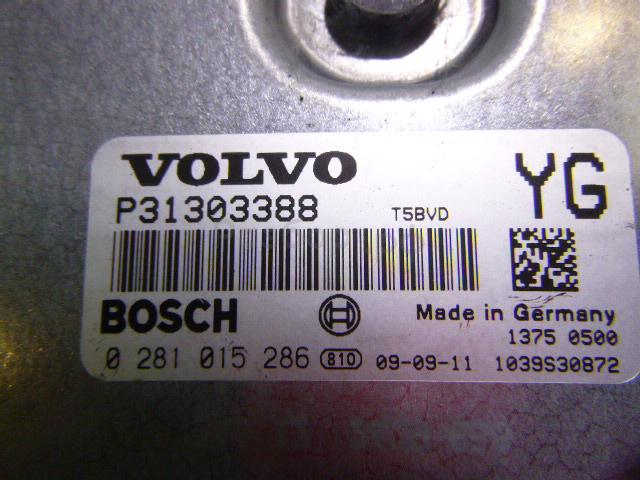 VOLVO
YG
P31303388 T5BVD
BOSCH Made in Germany
1375 0500
0 281 015 286 810 09-09-11 1039S30872